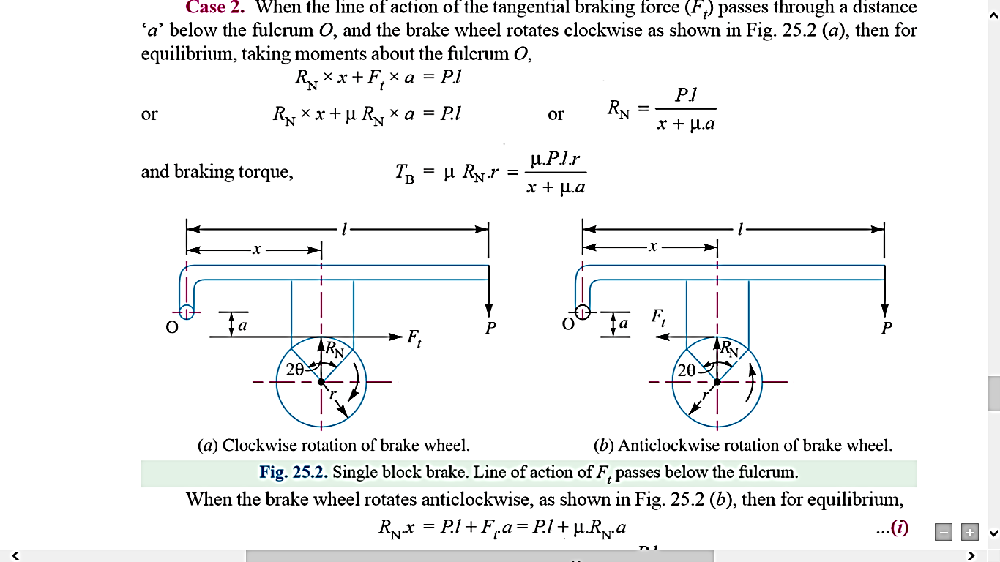 Case 2. When the line of action of the tangential braking force (Ft) passes through a distance
‘a’ below the fulcrum O, and the brake wheel rotates clockwise as shown in Fig. 25.2 (a), then for
equilibrium, taking moments about the fulcrum O,
RN × x + Ft × a = P.l
or RN × x + μ RN × a = P.l or RN = P.l / x + μ.a
and braking torque, TB = μ RN.r = μ.P.l.r / x + μ.a
l
x
O
a
Ft
P
RN
2θ
r
l
x
O
a
Ft
P
RN
2θ
r
(a) Clockwise rotation of brake wheel.
(b) Anticlockwise rotation of brake wheel.
Fig. 25.2. Single block brake. Line of action of Ft passes below the fulcrum.
When the brake wheel rotates anticlockwise, as shown in Fig. 25.2 (b), then for equilibrium,
RN.x = P.l + Ft.a = P.l + μ.RN.a ...(i)